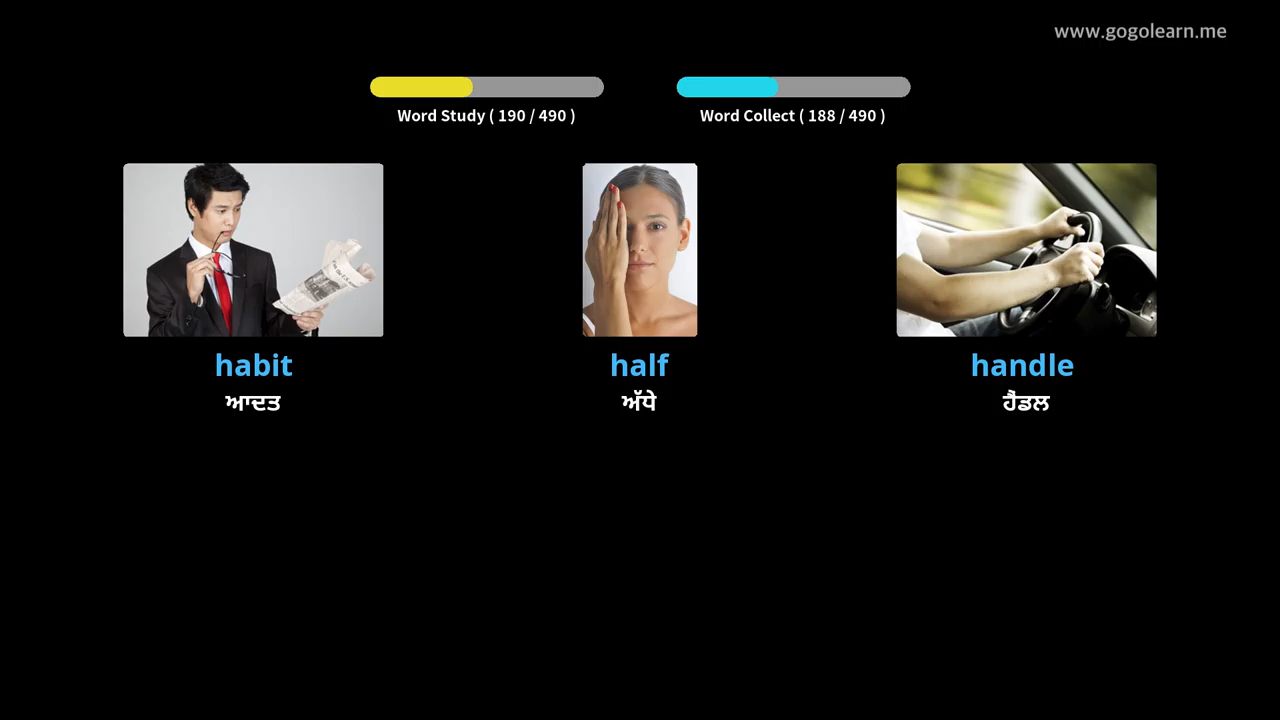 www.gogolearn.me
Word Study ( 190 / 490 )
Word Collect ( 188 / 490 )
habit
half
handle
ਆਦਤ
ਅੱਧੇ
ਹੈਂਡਲ